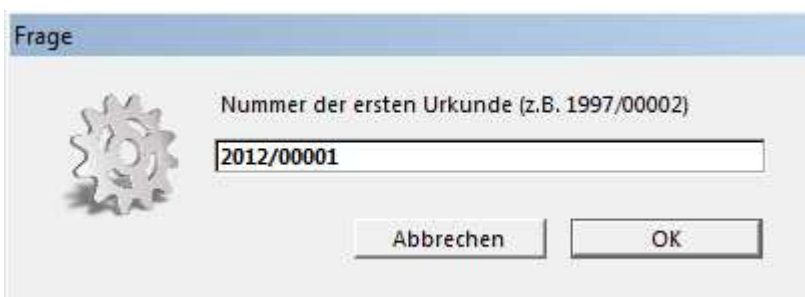 Frage
Nummer der ersten Urkunde (z.B. 1997/00002)
2012/00001
Abbrechen OK